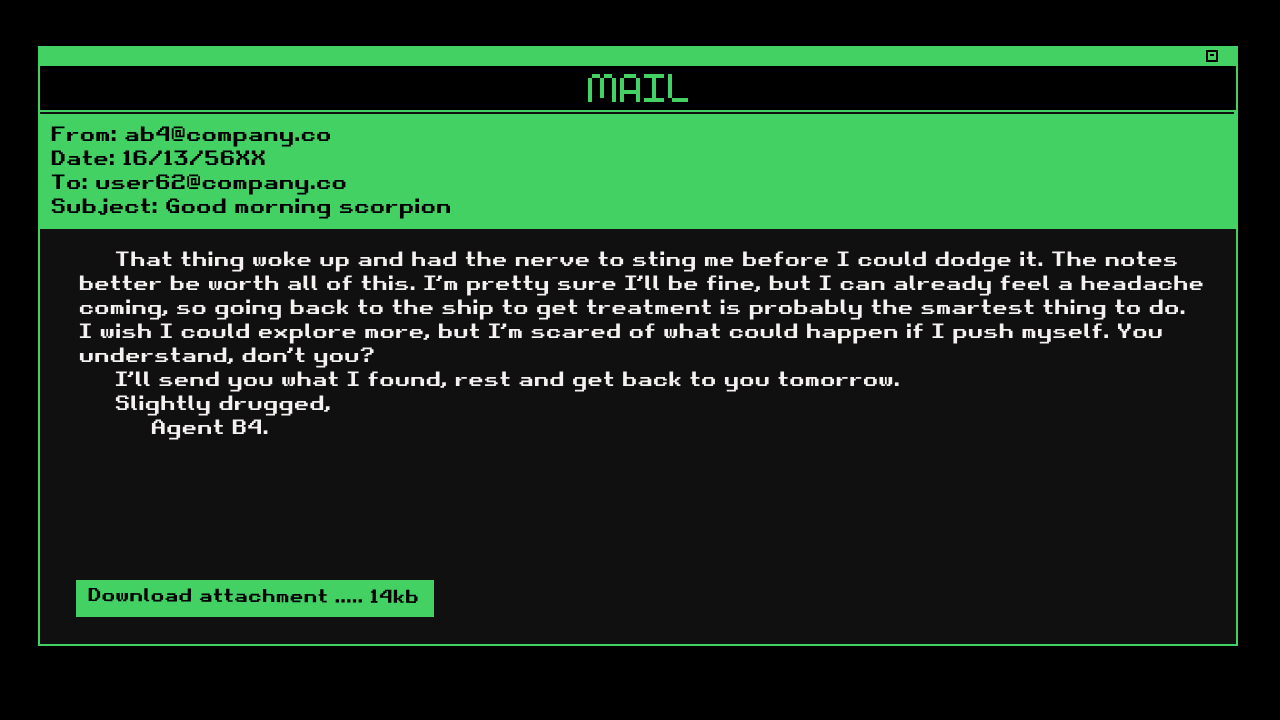 MAIL
From: ab4@company.co
Date: 16/13/56XX
To: user62@company.co
Subject: Good morning scorpion
That thing woke up and had the nerve to sting me before I could dodge it. The notes
better be worth all of this. I'm pretty sure I'll be fine, but I can already feel a headache
coming, so going back to the ship to get treatment is probably the smartest thing to do.
I wish I could explore more, but I'm scared of what could happen if I push myself. You
understand, don't you?
I'll send you what I found, rest and get back to you tomorrow.
Slightly drugged,
Agent B4.
Download attachment ..... 14kb